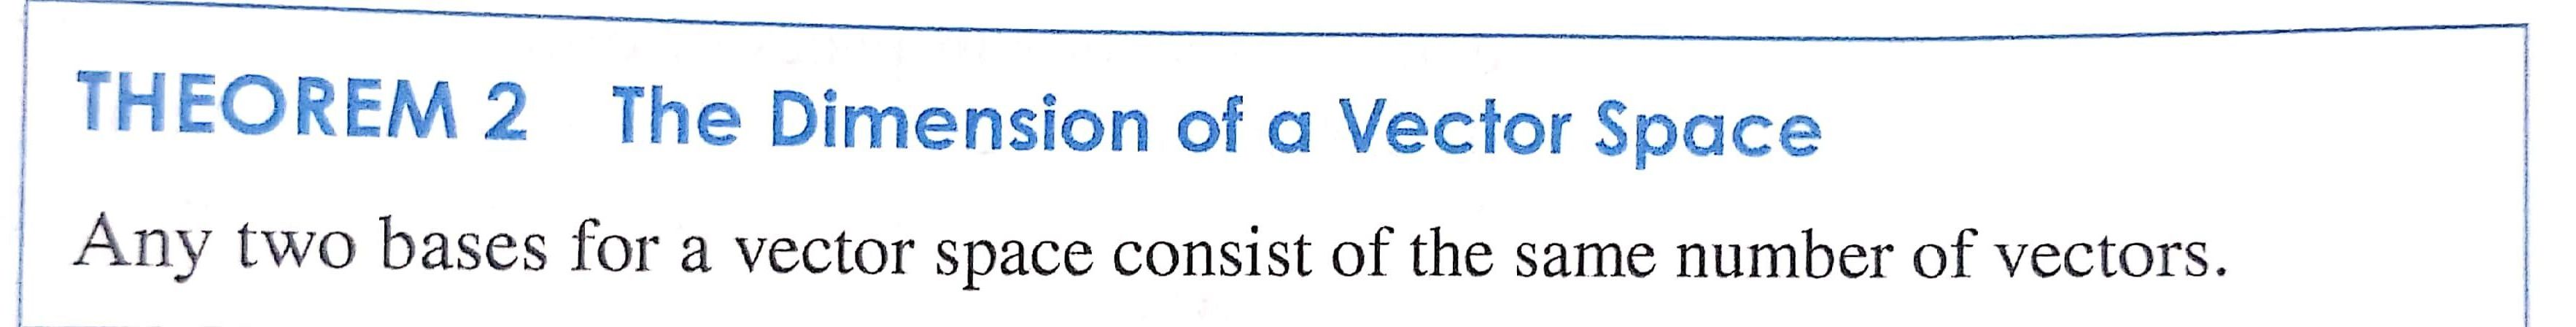 THEOREM 2 The Dimension of a Vector Space
Any two bases for a vector space consist of the same number of vectors.